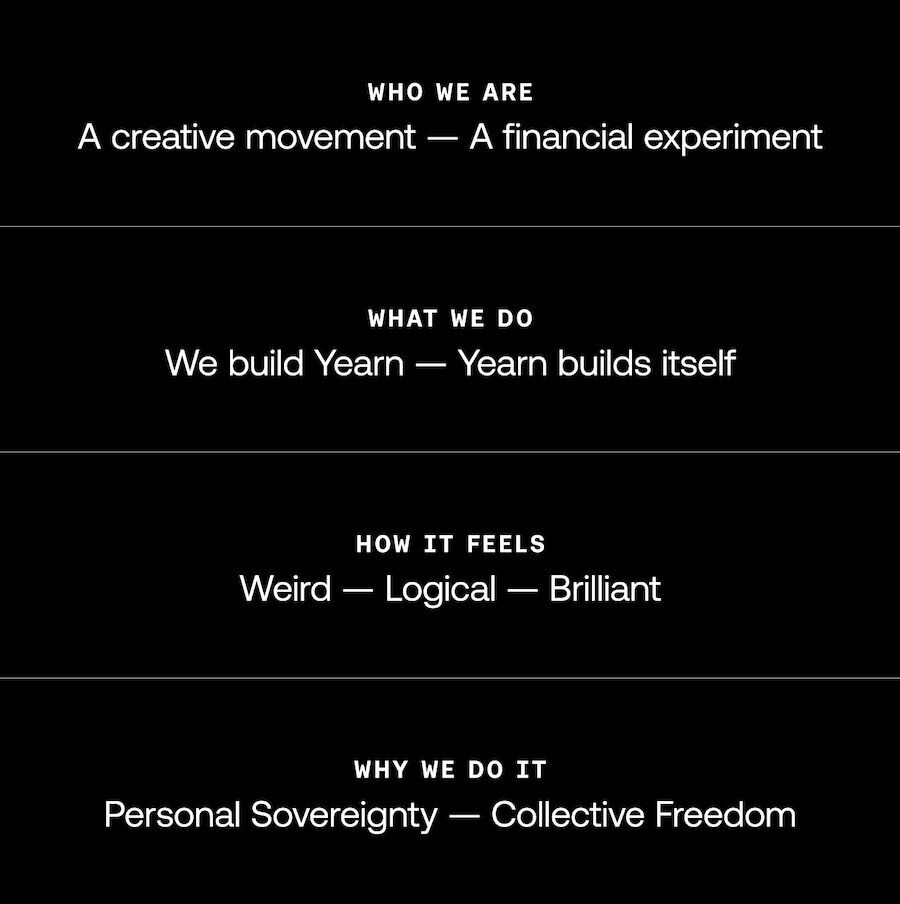 WHO WE ARE
A creative movement — A financial experiment
WHAT WE DO
We build Yearn — Yearn builds itself
HOW IT FEELS
Weird — Logical — Brilliant
WHY WE DO IT
Personal Sovereignty — Collective Freedom